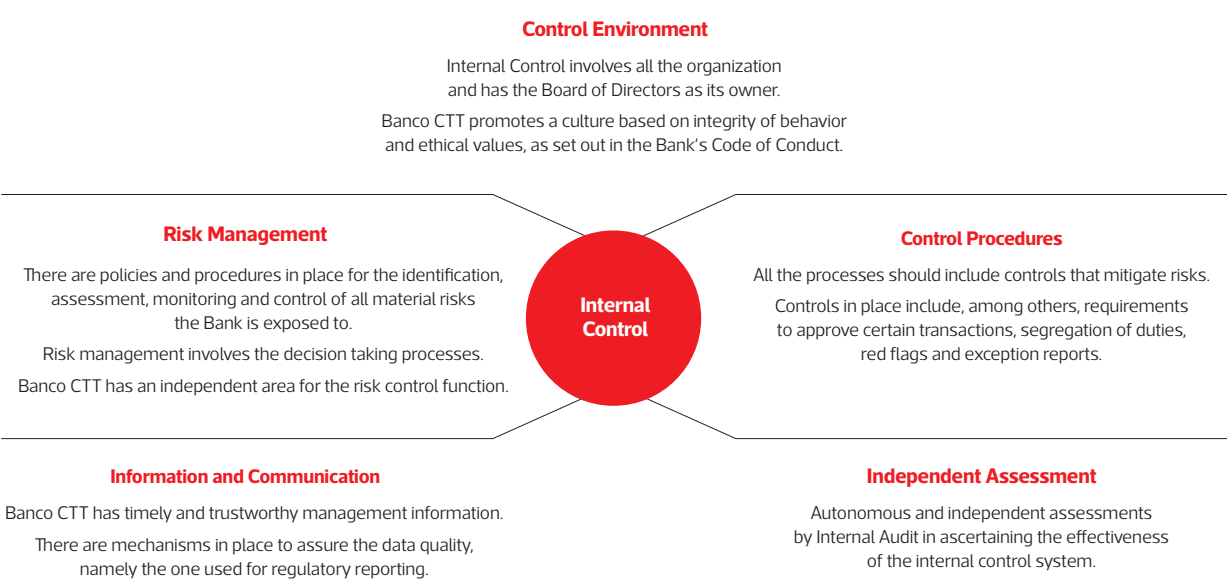 Control Environment
Internal Control involves all the organization
and has the Board of Directors as its owner.
Banco CTT promotes a culture based on integrity of behavior
and ethical values, as set out in the Bank's Code of Conduct.
Risk Management
There are policies and procedures in place for the identification,
assessment, monitoring and control of all material risks
the Bank is exposed to.
Risk management involves the decision taking processes.
Banco CTT has an independent area for the risk control function.
Internal
Control
Control Procedures
All the processes should include controls that mitigate risks.
Controls in place include, among others, requirements
to approve certain transactions, segregation of duties,
red flags and exception reports.
Information and Communication
Banco CTT has timely and trustworthy management information.
There are mechanisms in place to assure the data quality,
namely the one used for regulatory reporting.
Independent Assessment
Autonomous and independent assessments
by Internal Audit in ascertaining the effectiveness
of the internal control system.